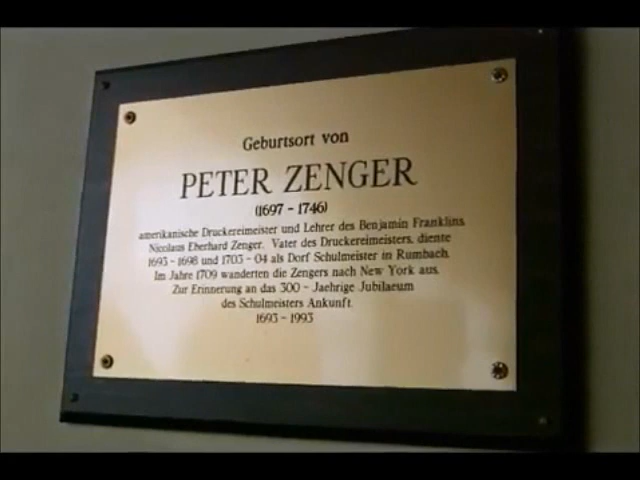 Geburtsort von
PETER ZENGER
(1697 - 1746)
amerikanische Druckereimeister und Lehrer des Benjamin Franklins.
Nicolaus Eberhard Zenger, Vater des Druckereimeisters, diente
1693 - 1698 und 1703 - 04 als Dorf Schulmeister in Rumbach.
Im Jahre 1709 wanderten die Zengers nach New York aus.
Zur Erinnerung an das 300 - Jaehrige Jubilaeum
des Schulmeisters Ankunft.
1693 - 1993